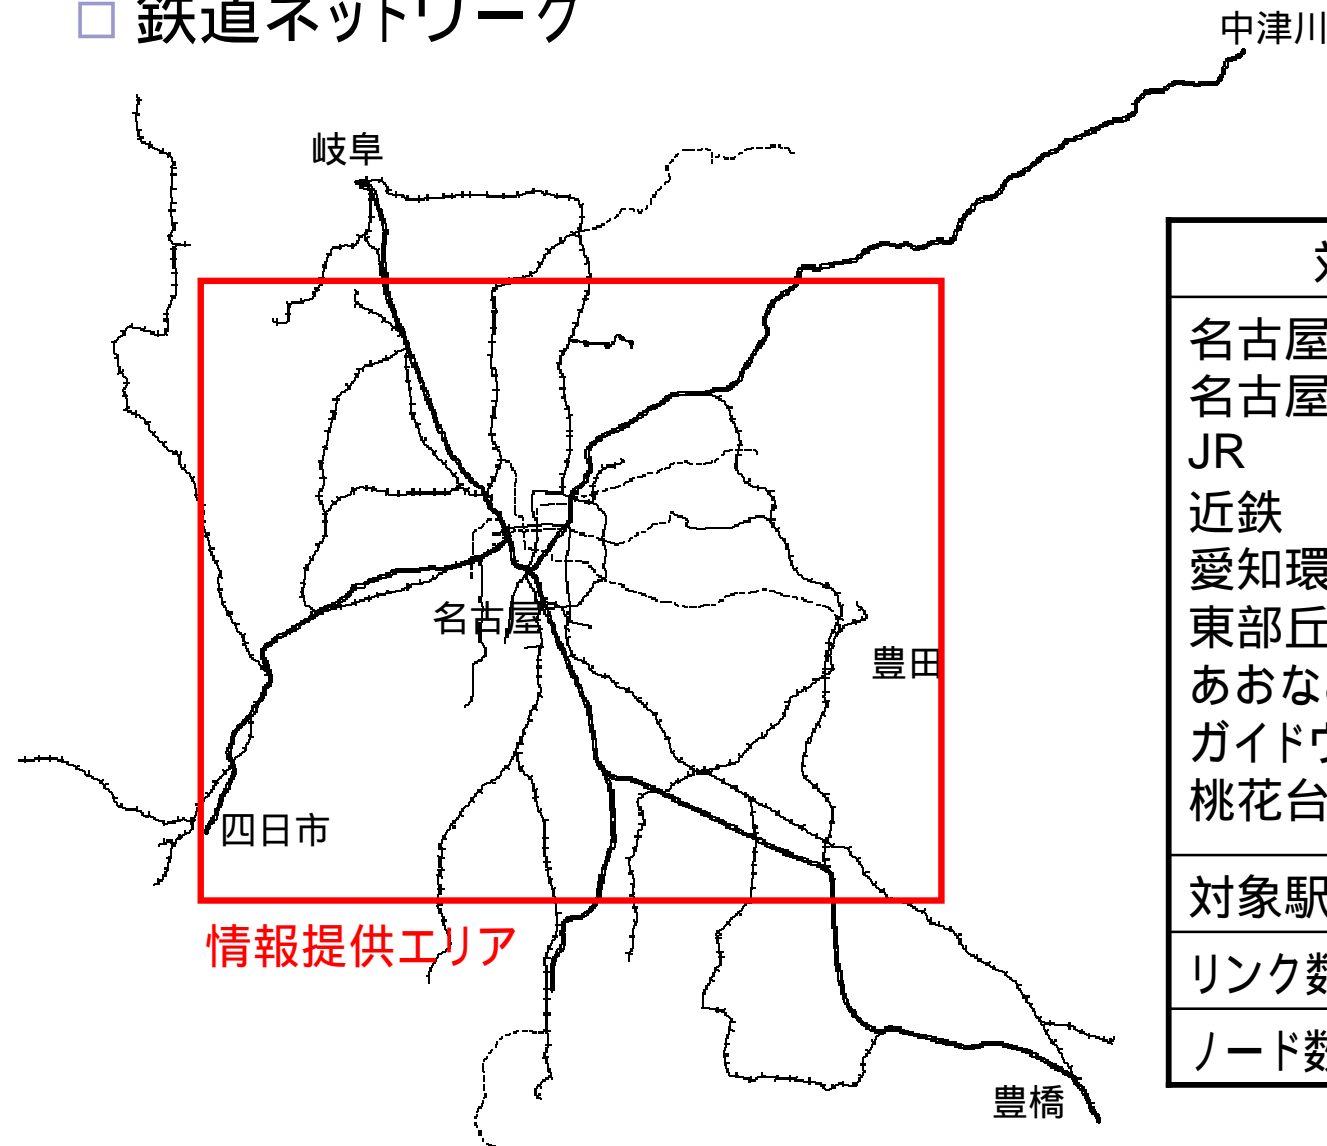 鉄道ネットワーク
中津川
岐阜
名古屋
豊田
四日市
情報提供エリア
豊橋
対
名古屋
名古屋
JR
近鉄
愛知環
東部丘
あおな
ガイドウ
桃花台
対象駅
リンク数
ノード数